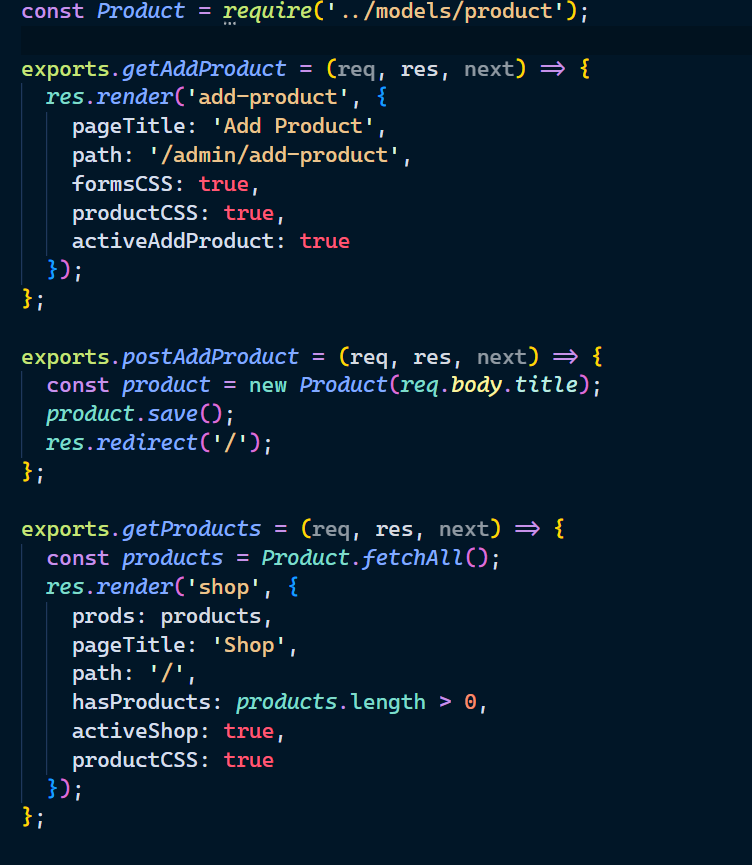 const Product = require('../models/product');
exports.getAddProduct = (req, res, next) => {
res.render('add-product', {
pageTitle: 'Add Product',
path: '/admin/add-product',
formsCSS: true,
productCSS: true,
activeAddProduct: true
});
};
exports.postAddProduct = (req, res, next) => {
const product = new Product(req.body.title);
product.save();
res.redirect('/');
};
exports.getProducts = (req, res, next) => {
const products = Product.fetchAll();
res.render('shop', {
prods: products,
pageTitle: 'Shop',
path: '/',
hasProducts: products.length > 0,
activeShop: true,
productCSS: true
});
};